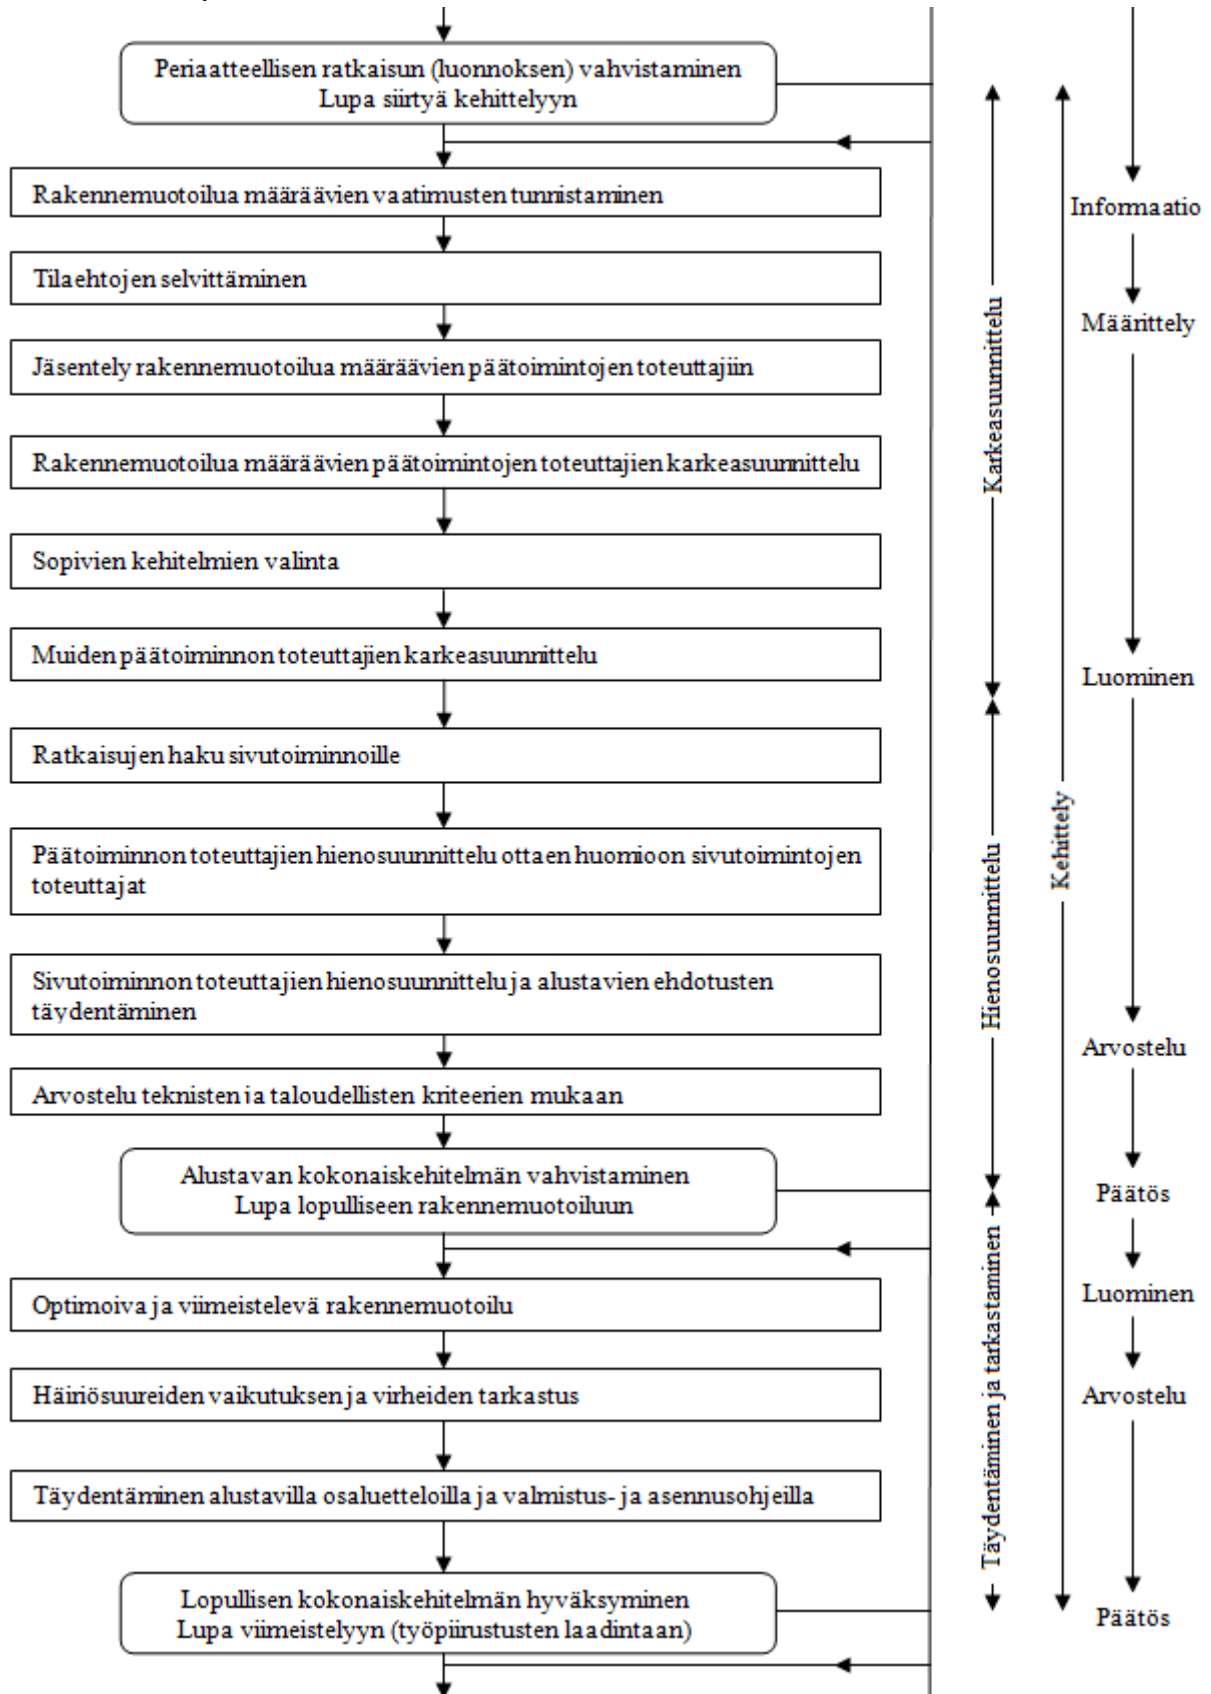 Periaatteellisen ratkaisun (luonnoksen) vahvistaminen
Lupa siirtyä kehittelyyn
Rakennemuotoilua määräävien vaatimusten tunnistaminen
Tilaehtojen selvittäminen
Jäsentely rakennemuotoilua määräävien päätoimintojen toteuttajiin
Rakennemuotoilua määräävien päätoimintojen toteuttajien karkeasuunnittelu
Sopivien kehitelmien valinta
Muiden päätoiminnon toteuttajien karkeasuunnittelu
Ratkaisujen haku sivutoiminnoille
Päätoiminnon toteuttajien hienosuunnittelu ottaen huomioon sivutoimintojen
toteuttajat
Sivutoiminnon toteuttajien hienosuunnittelu ja alustavien ehdotusten
täydentäminen
Arvostelu teknisten ja taloudellisten kriteerien mukaan
Alustavan kokonaiskehitelmän vahvistaminen
Lupa lopulliseen rakennemuotoiluun
Optimoiva ja viimeistelevä rakennemuotoilu
Häiriösuureiden vaikutuksen ja virheiden tarkastus
Täydentäminen alustavilla osaluetteloilla ja valmistus- ja asennusohjeilla
Lopullisen kokonaiskehitelmän hyväksyminen
Lupa viimeistelyyn (työpiirustusten laadintaan)
Karkeasuunnittelu
Hienosuunnittelu
Täydentäminen ja tarkastaminen
Kehittely
Informaatio
Määrittely
Luominen
Arvostelu
Päätös
Luominen
Arvostelu
Päätös